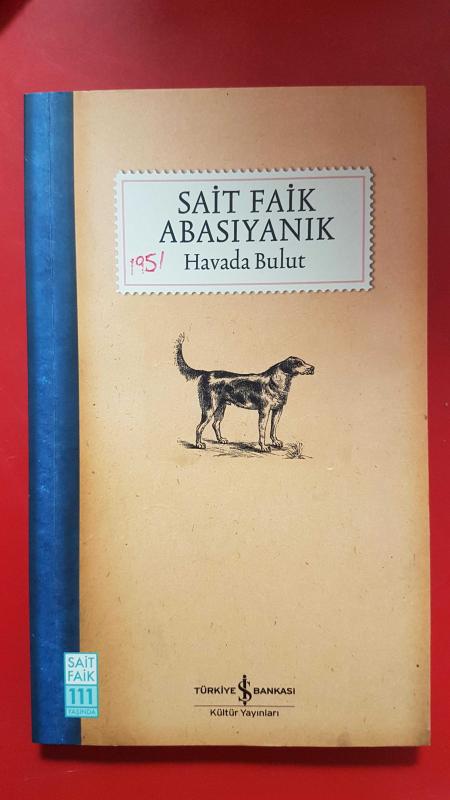 SAİT FAİK
ABASIYANIK
1951
Havada Bulut
SAİT
FAİK
111
YAŞINDA
TÜRKİYE İŞ BANKASI
Kültür Yayınları